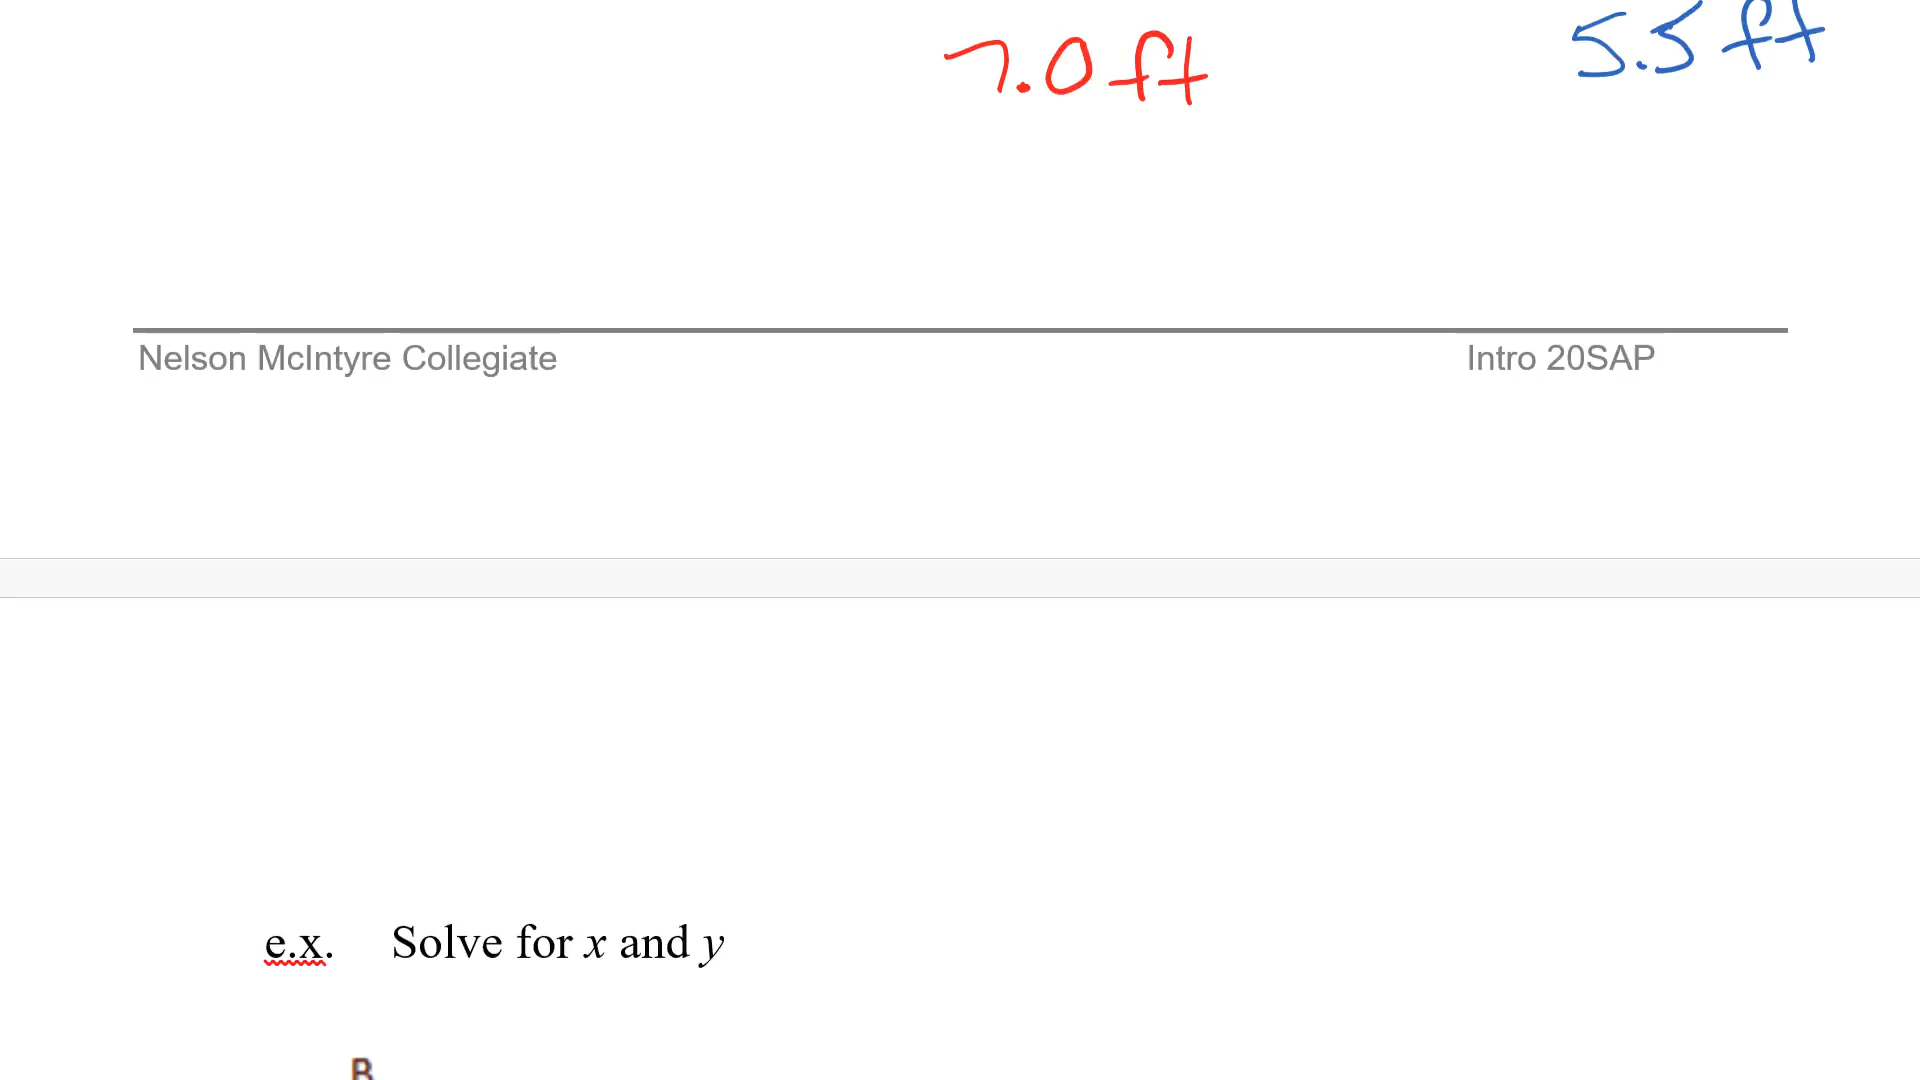 7.0 ft 5.5 ft
Nelson McIntyre Collegiate Intro 20SAP
e.x. Solve for x and y
B